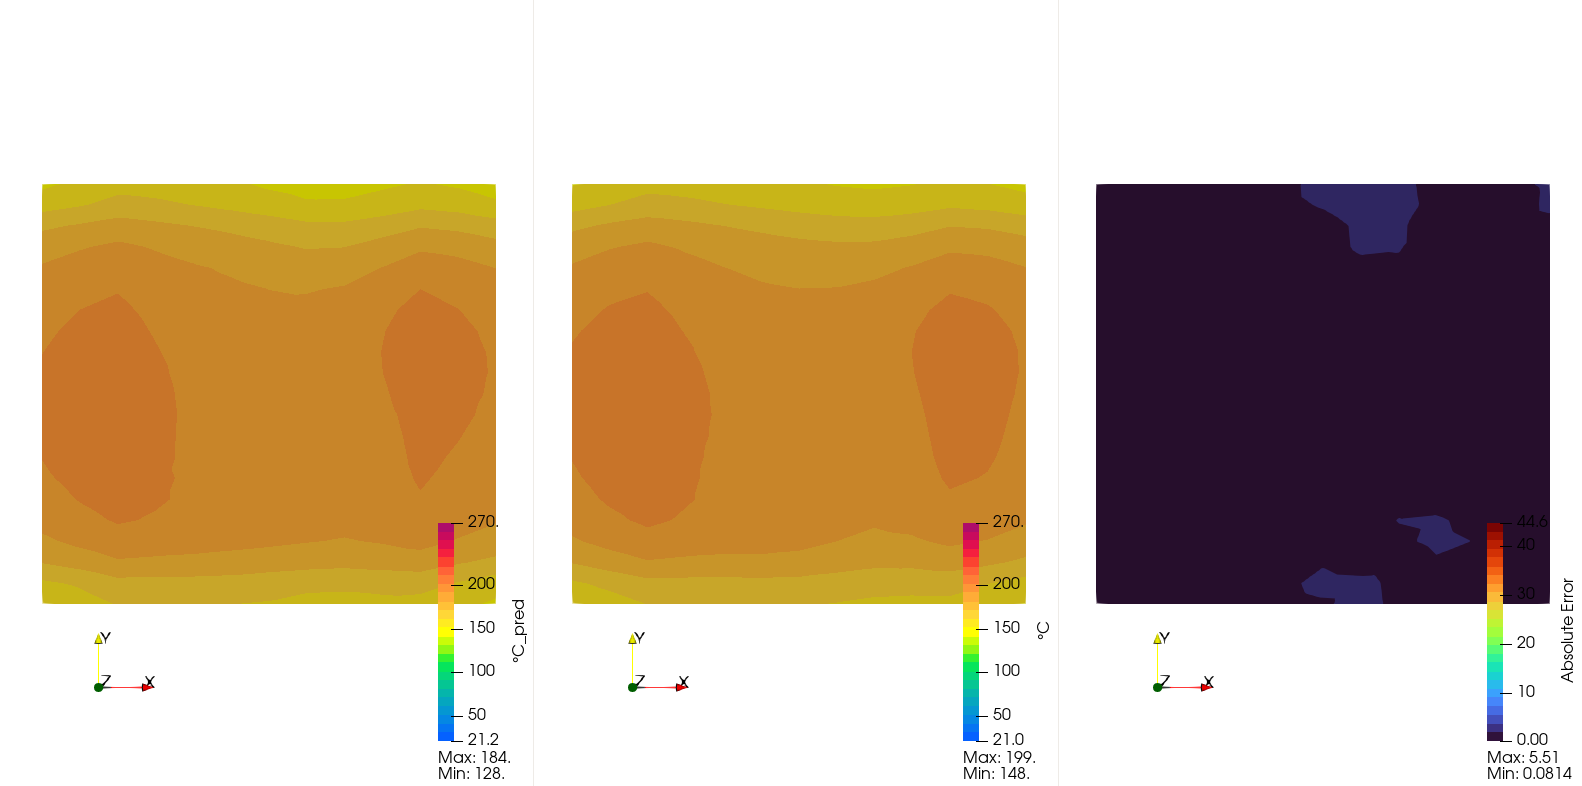 270.
200
150
100
50
21.2
°C_pred
Max: 184.
Min: 128.
Y
Z
X
270.
200
150
100
50
21.0
°C
Max: 199.
Min: 148.
Y
Z
X
44.6
40
30
20
10
0.00
Absolute Error
Max: 5.51
Min: 0.0814
Y
Z
X